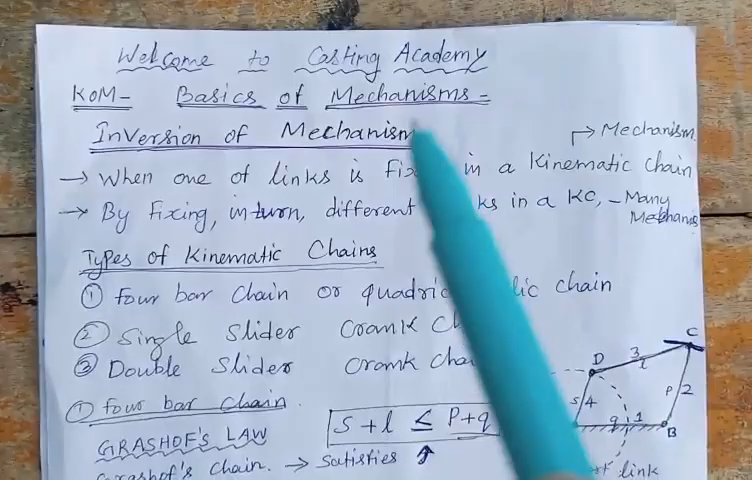 Welcome to Casting Academy
KOM- Basics of Mechanisms -
Inversion of Mechanism
→ Mechanism.
→ When one of links is in a Kinematic Chain
→ By Fixing, inturn, different in a KC, - Many
Mechanisms
Types of Kinematic Chains
① Four bar Chain or quadric chain
② Single Slider Crank
③ Double Slider Crank
① four bar chain.
S + l ≤ P+q
GRASHOF'S LAW
Grashof's chain. → Satisfies
C
D
3
l
S
4
P
2
q
1
B
link